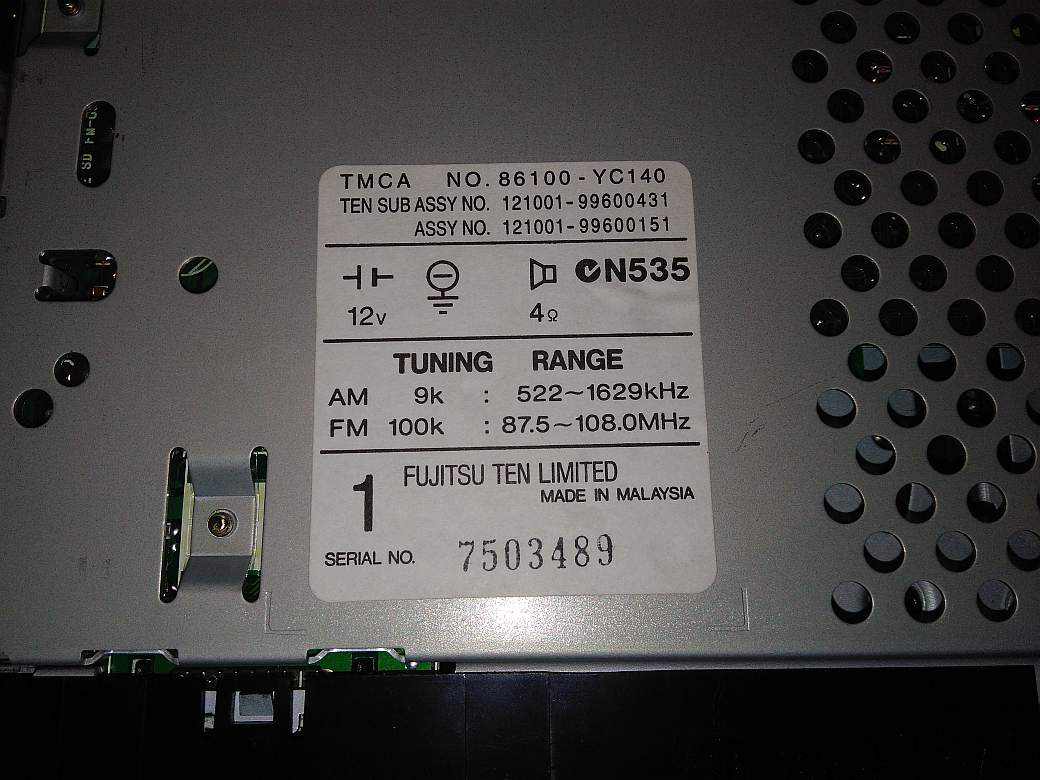 TMCA NO. 86100-YC140
TEN SUB ASSY NO. 121001-99600431
ASSY NO. 121001-99600151
N535
12V 4Ω
TUNING RANGE
AM 9k : 522~1629kHz
FM 100k : 87.5~108.0MHz
1 FUJITSU TEN LIMITED
MADE IN MALAYSIA
SERIAL NO. 7503489